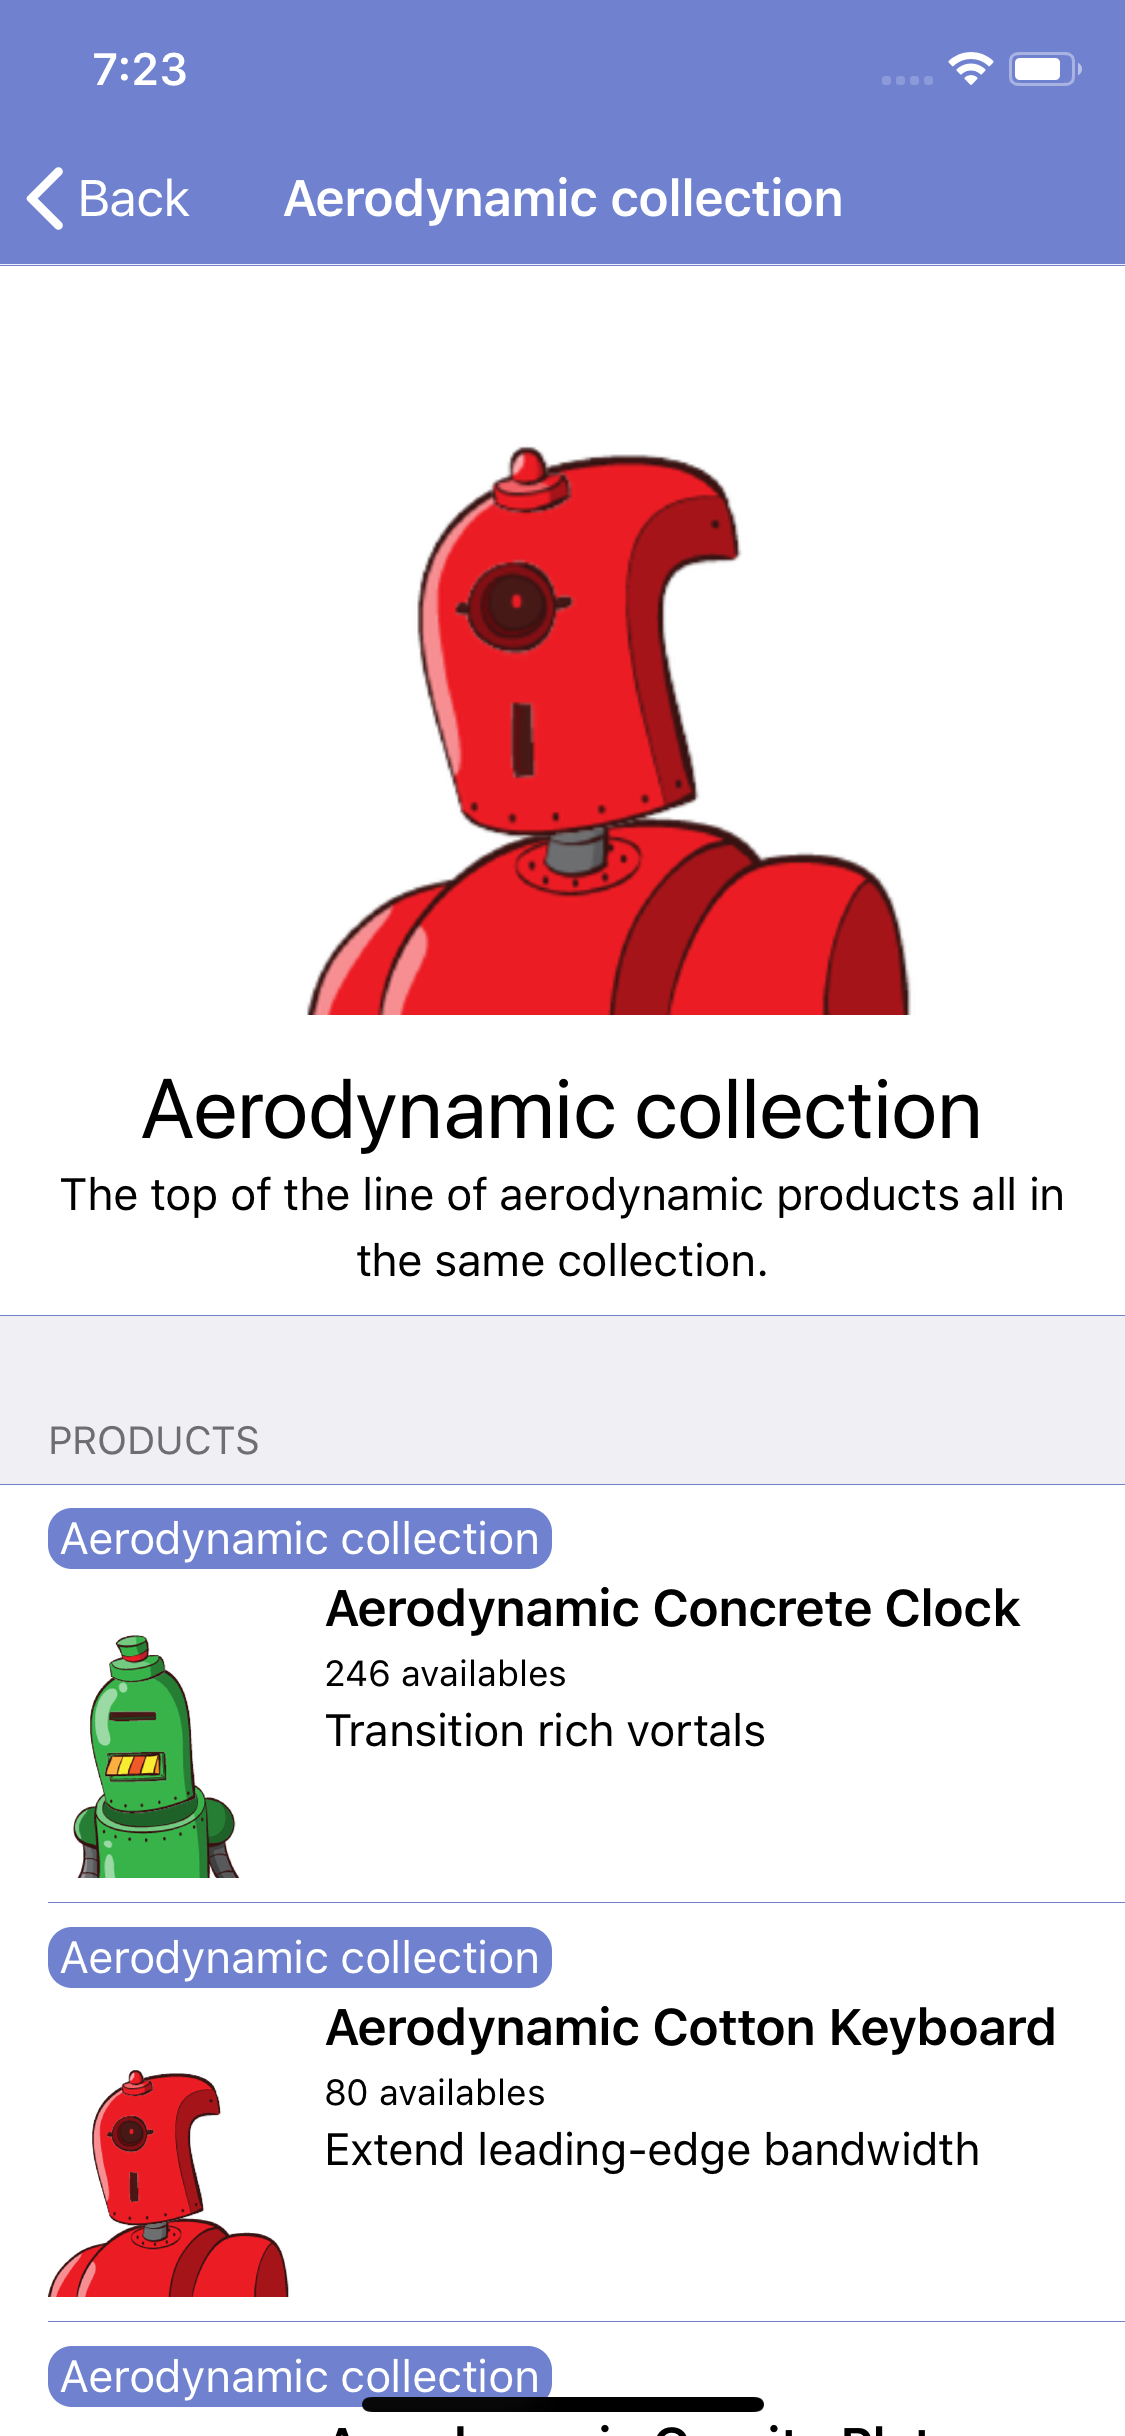 7:23
Back
Aerodynamic collection
Aerodynamic collection
The top of the line of aerodynamic products all in
the same collection.
PRODUCTS
Aerodynamic collection
Aerodynamic Concrete Clock
246 availables
Transition rich vortals
Aerodynamic collection
Aerodynamic Cotton Keyboard
80 availables
Extend leading-edge bandwidth
Aerodynamic collection